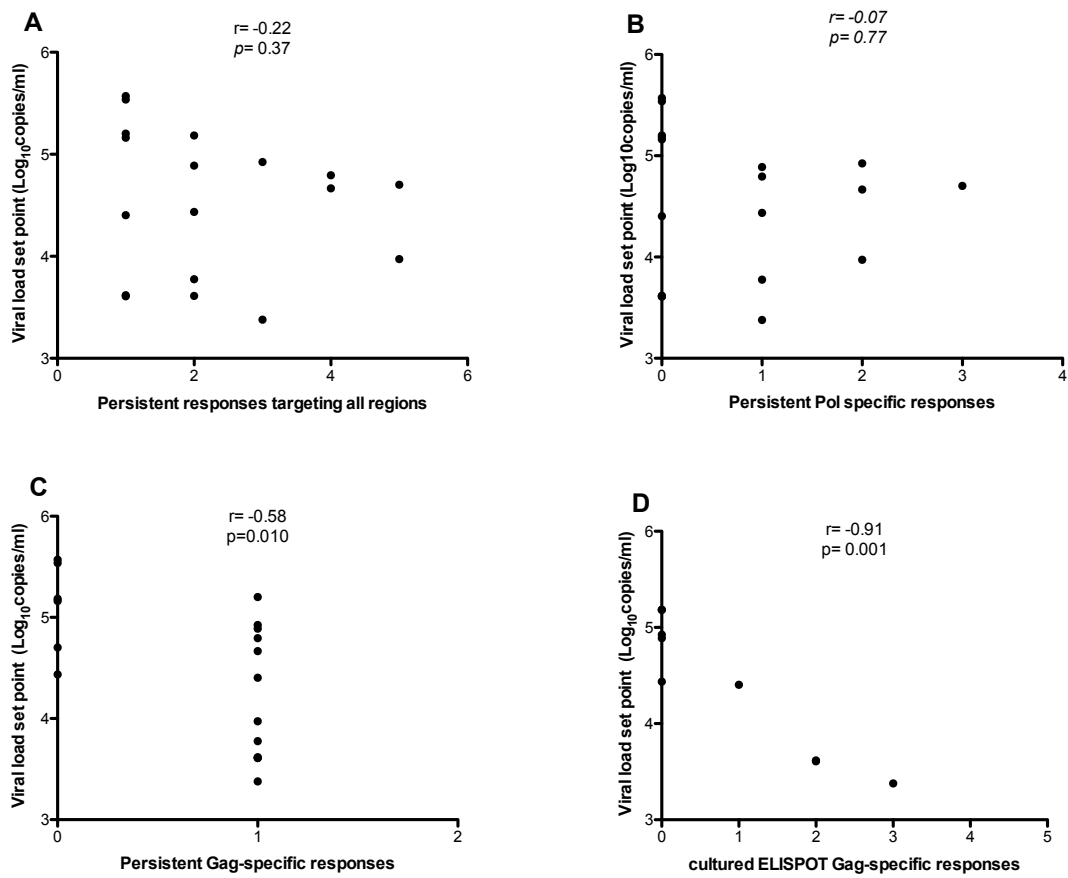 A
r= -0.22
p= 0.37
Viral load set point (Log10copies/ml)
6
5
4
3
0
2
4
6
Persistent responses targeting all regions
B
r= -0.07
p= 0.77
Viral load set point (Log10copies/ml)
6
5
4
3
0
1
2
3
4
Persistent Pol specific responses
C
r= -0.58
p=0.010
Viral load set point (Log10copies/ml)
6
5
4
3
0
1
2
Persistent Gag-specific responses
D
r= -0.91
p= 0.001
Viral load set point (Log10copies/ml)
6
5
4
3
0
1
2
3
4
5
cultured ELISPOT Gag-specific responses